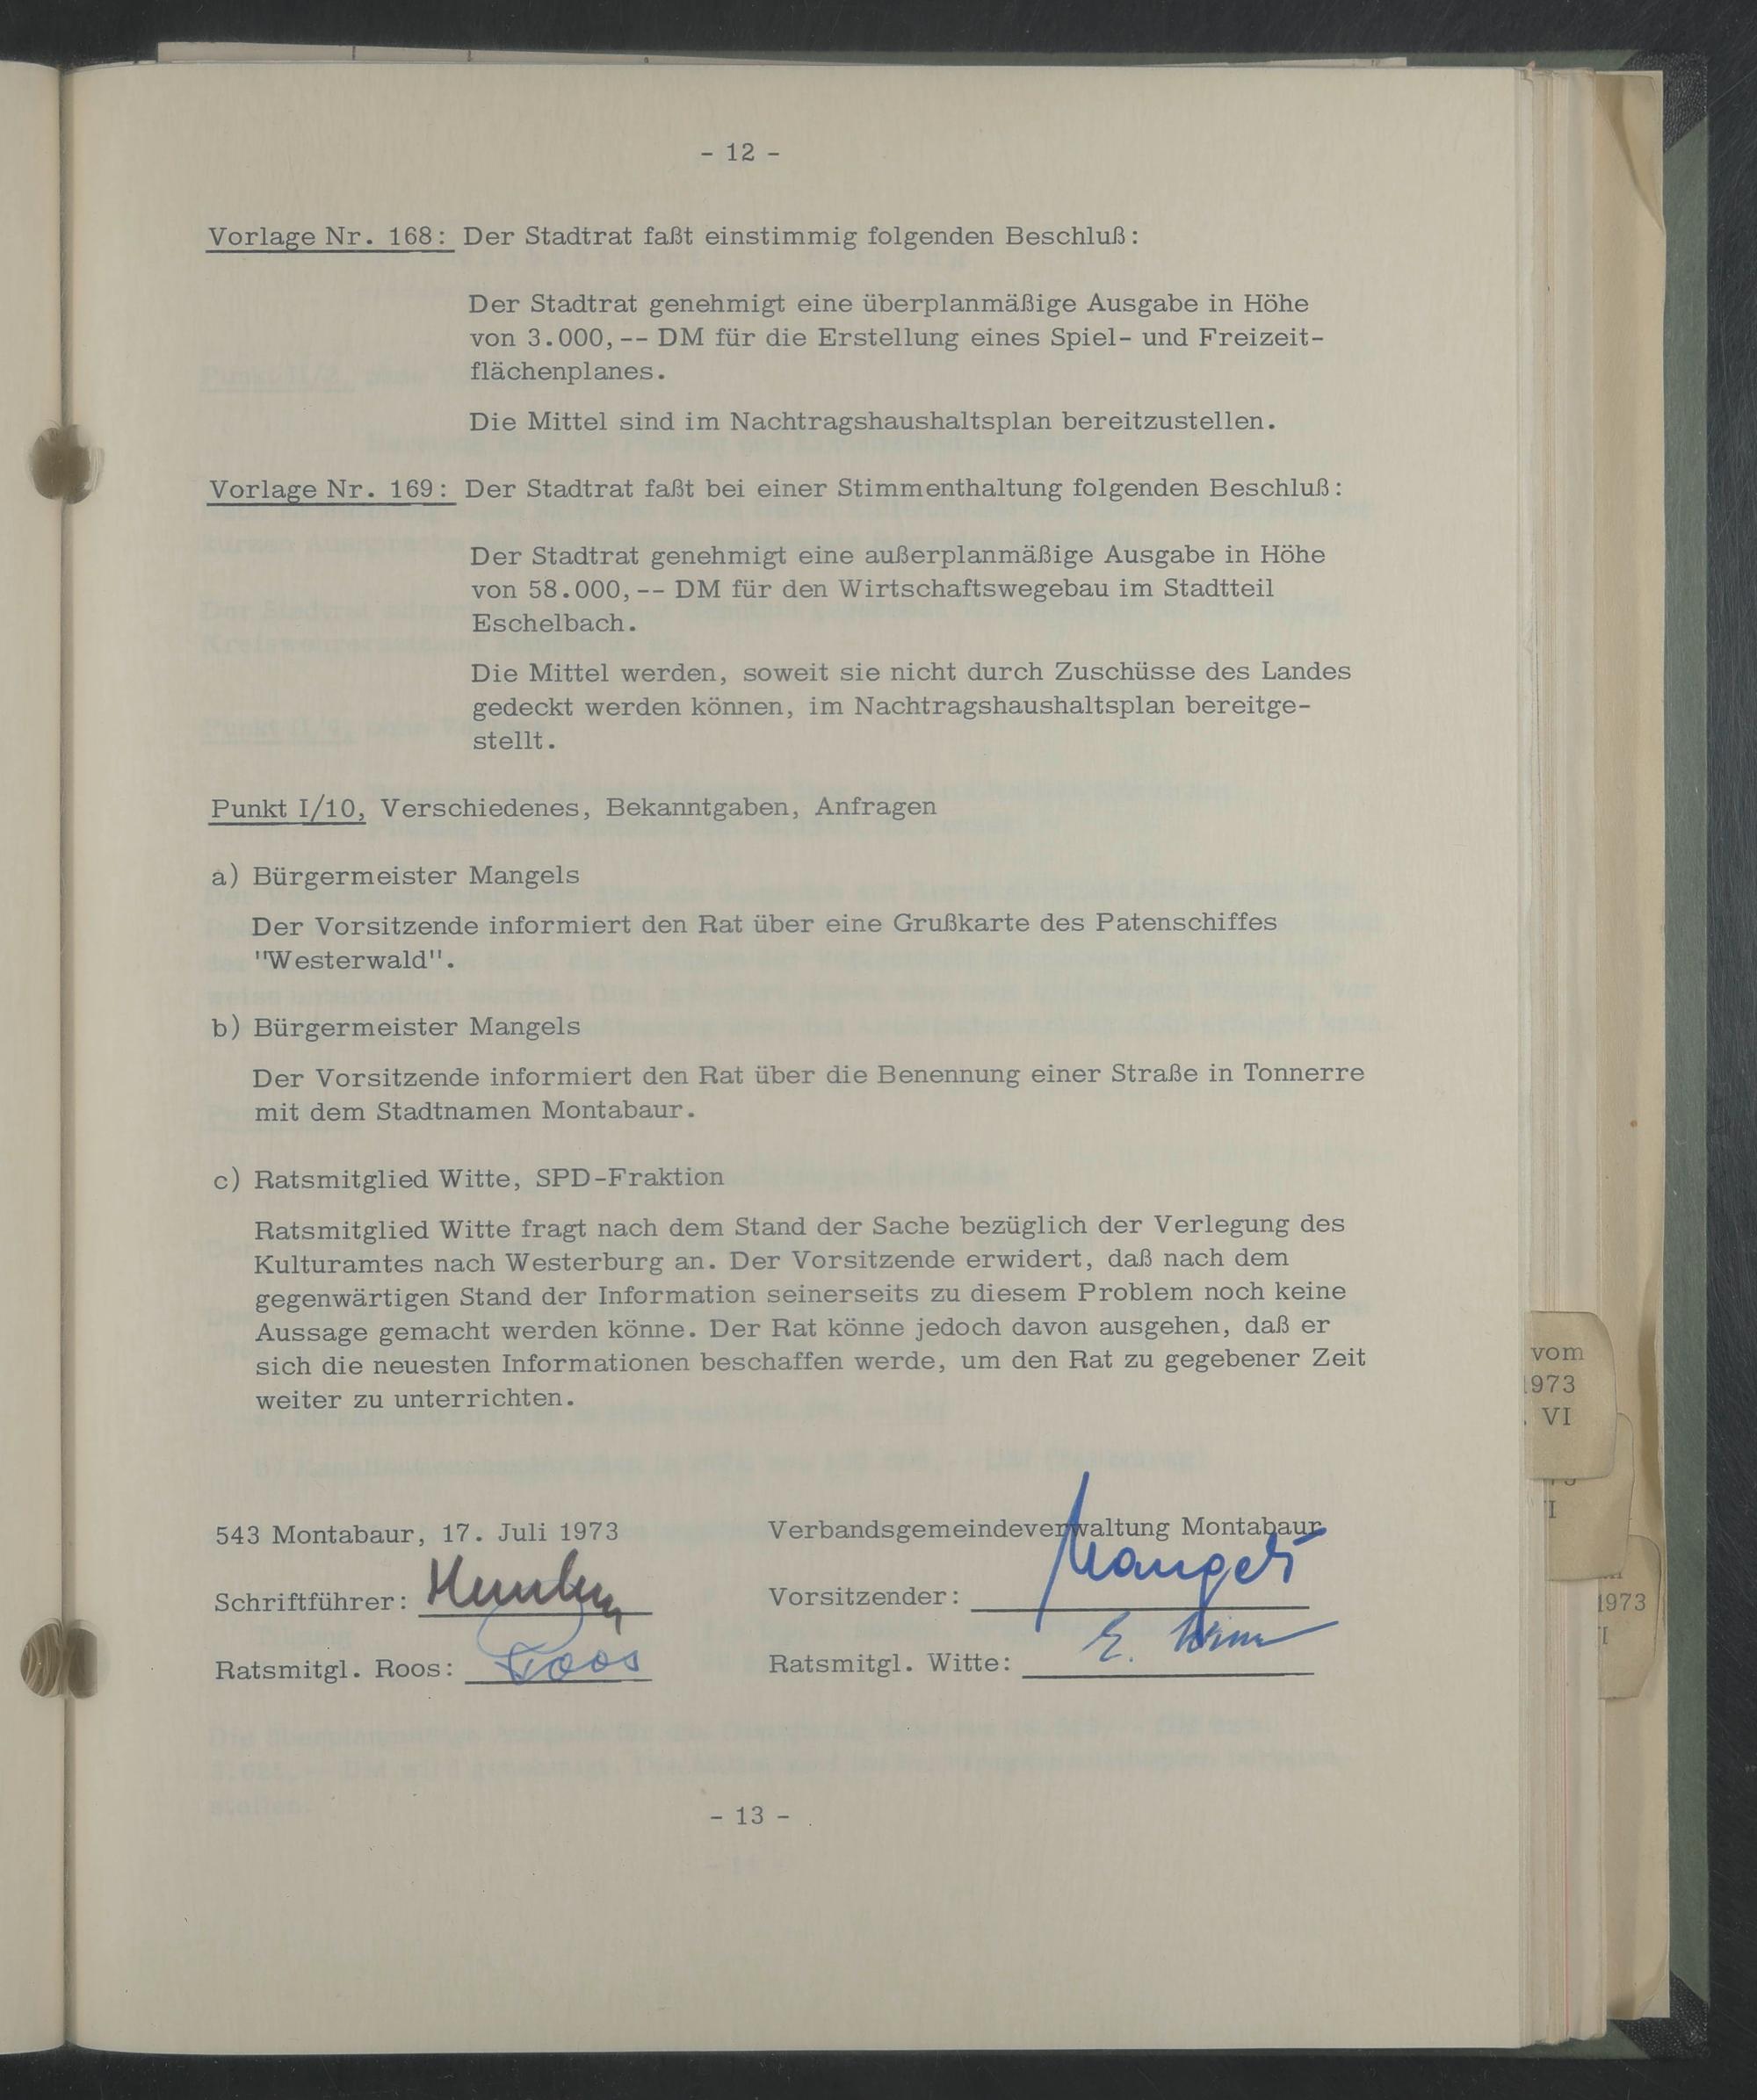 - 12 -
Vorlage Nr. 168: Der Stadtrat faßt einstimmig folgenden Beschluß:
Der Stadtrat genehmigt eine überplanmäßige Ausgabe in Höhe
von 3.000,-- DM für die Erstellung eines Spiel- und Freizeit-
flächenplanes.
Die Mittel sind im Nachtragshaushaltsplan bereitzustellen.
Vorlage Nr. 169: Der Stadtrat faßt bei einer Stimmenthaltung folgenden Beschluß:
Der Stadtrat genehmigt eine außerplanmäßige Ausgabe in Höhe
von 58.000,-- DM für den Wirtschaftswegebau im Stadtteil
Eschelbach.
Die Mittel werden, soweit sie nicht durch Zuschüsse des Landes
gedeckt werden können, im Nachtragshaushaltsplan bereitge-
stellt.
Punkt I/10, Verschiedenes, Bekanntgaben, Anfragen
a) Bürgermeister Mangels
Der Vorsitzende informiert den Rat über eine Grußkarte des Patenschiffes
"Westerwald".
b) Bürgermeister Mangels
Der Vorsitzende informiert den Rat über die Benennung einer Straße in Tonnerre
mit dem Stadtnamen Montabaur.
c) Ratsmitglied Witte, SPD-Fraktion
Ratsmitglied Witte fragt nach dem Stand der Sache bezüglich der Verlegung des
Kulturamtes nach Westerburg an. Der Vorsitzende erwidert, daß nach dem
gegenwärtigen Stand der Information seinerseits zu diesem Problem noch keine
Aussage gemacht werden könne. Der Rat könne jedoch davon ausgehen, daß er
sich die neuesten Informationen beschaffen werde, um den Rat zu gegebener Zeit
weiter zu unterrichten.
543 Montabaur, 17. Juli 1973
Verbandsgemeindeverwaltung Montabaur
Schriftführer:
Vorsitzender: Mangels
Ratsmitgl. Roos: Roos
Ratsmitgl. Witte: E. Witte
- 13 -
vom
1973
. VI
I
1973
I